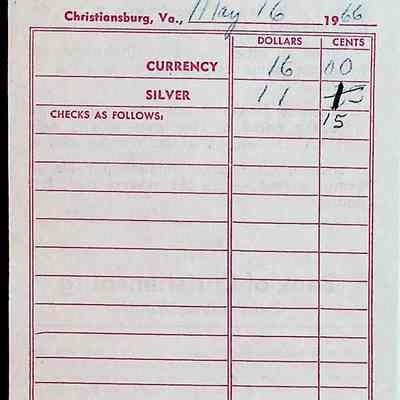 Christiansburg, Va., May 16 1966
DOLLARS CENTS
CURRENCY 16 00
SILVER 11
CHECKS AS FOLLOWS: 15